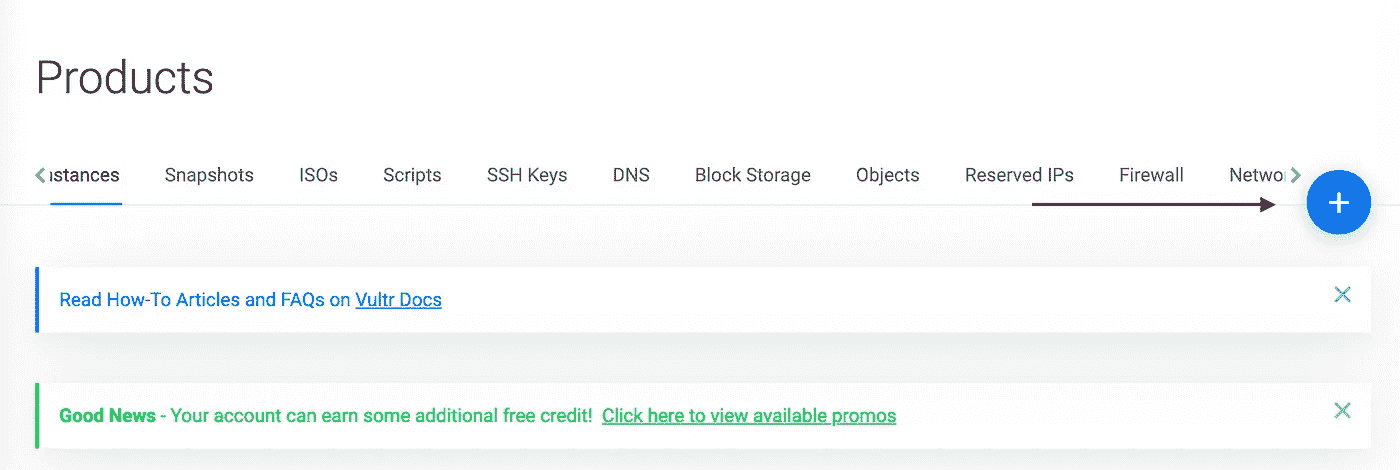 Products
stances Snapshots ISOs Scripts SSH Keys DNS Block Storage Objects Reserved IPs Firewall Netwo
Read How-To Articles and FAQs on Vultr Docs
Good News - Your account can earn some additional free credit! Click here to view available promos